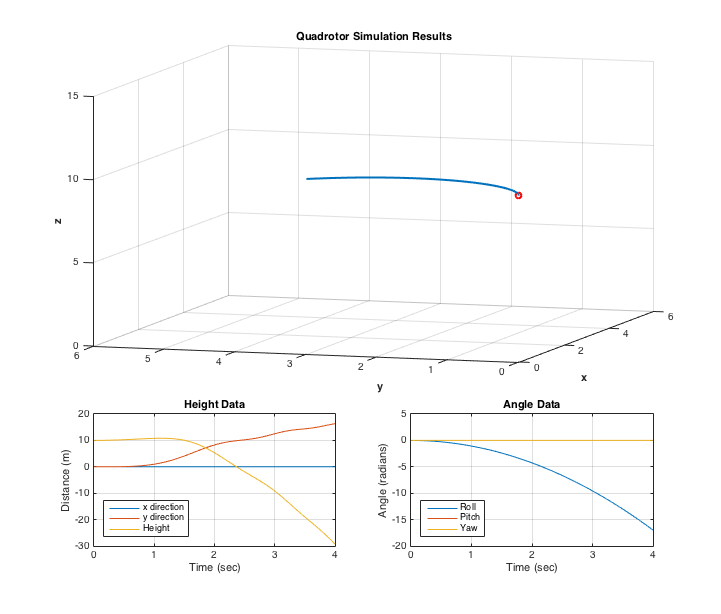 Quadrotor Simulation Results
15
10
5
0
z
6
5
4
3
2
1
0
y
0
2
4
6
x
Height Data
20
10
0
-10
-20
-30
Distance (m)
x direction
y direction
Height
0
1
2
3
4
Time (sec)
Angle Data
5
0
-5
-10
-15
-20
Angle (radians)
Roll
Pitch
Yaw
0
1
2
3
4
Time (sec)